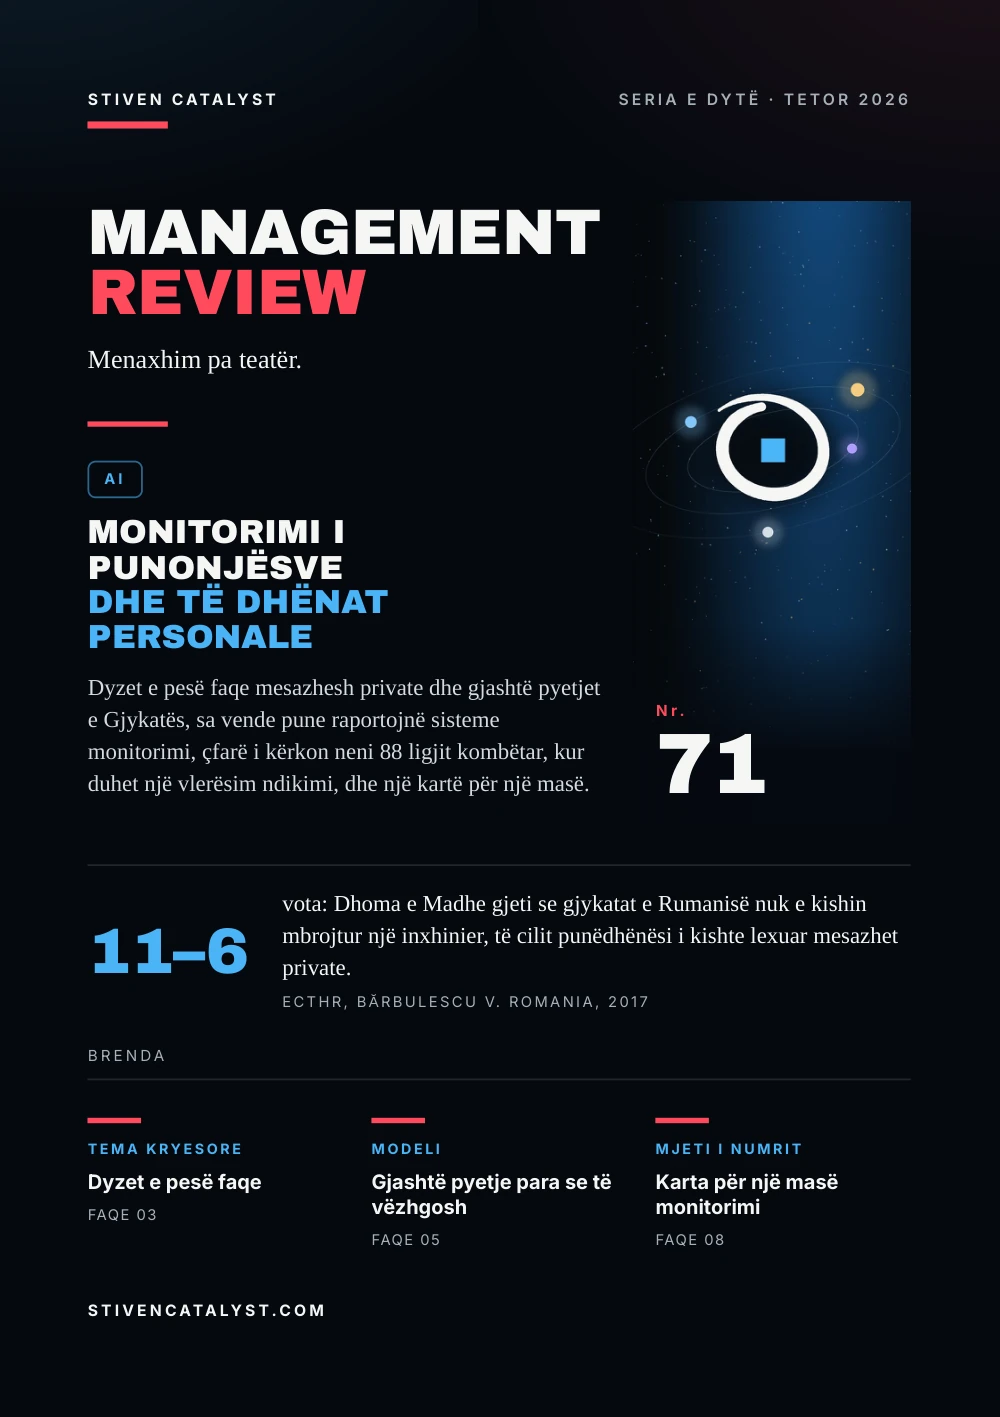 STIVEN CATALYST
SERIA E DYTË · TETOR 2026
MANAGEMENT
REVIEW
Menaxhim pa teatër.
AI
MONITORIMI I
PUNONJËSVE
DHE TË DHËNAT
PERSONALE
Dyzet e pesë faqe mesazhesh private dhe gjashtë pyetjet
e Gjykatës, sa vende pune raportojnë sisteme
monitorimi, çfarë i kërkon neni 88 ligjit kombëtar, kur
duhet një vlerësim ndikimi, dhe një kartë për një masë.
Nr.
71
11–6
vota: Dhoma e Madhe gjeti se gjykatat e Rumanisë nuk e kishin
mbrojtur një inxhinier, të cilit punëdhënësi i kishte lexuar mesazhet
private.
ECTHR, BĂRBULESCU V. ROMANIA, 2017
BRENDA
TEMA KRYESORE
Dyzet e pesë faqe
FAQE 03
MODELI
Gjashtë pyetje para se të
vëzhgosh
FAQE 05
MJETI I NUMRIT
Karta për një masë
monitorimi
FAQE 08
STIVENCATALYST.COM